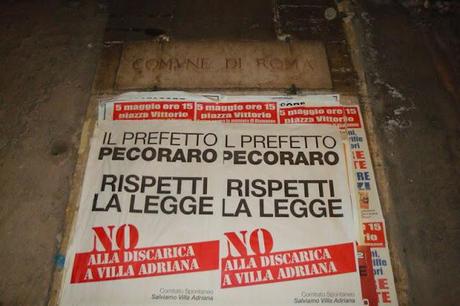 COMVNE DI ROMA
5 maggio ore 15 5 maggio ore 15 5 maggio ore 15
piazza Vittorio piazza Vittorio piazza Vittorio
IL PREFETTO L PREFETTO
PECORARO PECORARO
RISPETTI RISPETTI
LA LEGGE LA LEGGE
NO NO
ALLA DISCARICA ALLA DISCARICA
A VILLA ADRIANA A VILLA ADRIANA
Comitato Spontaneo Comitato Spontaneo
Salviamo Villa Adriana Salviamo Villa Adriana